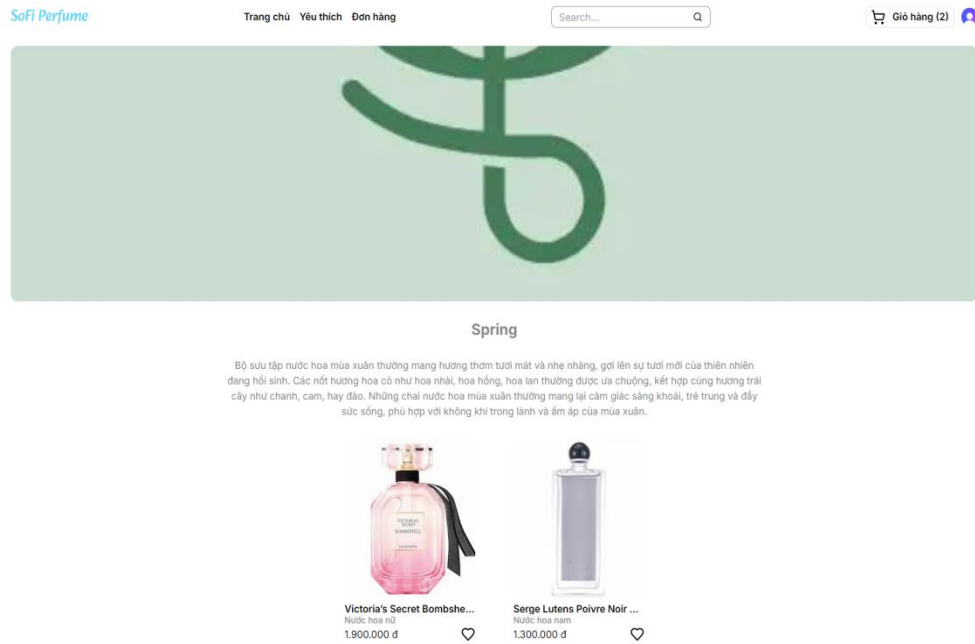 SoFi Perfume
Trang chủ Yêu thích Đơn hàng
Search...
Giỏ hàng (2)
Spring
Bộ sưu tập nước hoa mùa xuân thường mang hương thơm tươi mát và nhẹ nhàng, gợi lên sự tươi mới của thiên nhiên
đang hồi sinh. Các nốt hương hoa cỏ như hoa nhài, hoa hồng, hoa lan thường được ưa chuộng, kết hợp cùng hương trái
cây như chanh, cam, hay đào. Những chai nước hoa mùa xuân thường mang lại cảm giác sảng khoái, trẻ trung và đầy
sức sống, phù hợp với không khí trong lành và ấm áp của mùa xuân.
VICTORIA'S
SECRET
BOMBSHELL
Victoria's Secret Bombshe...
Nước hoa nữ
1.900.000 đ
Serge Lutens Poivre Noir ...
Nước hoa nam
1.300.000 đ